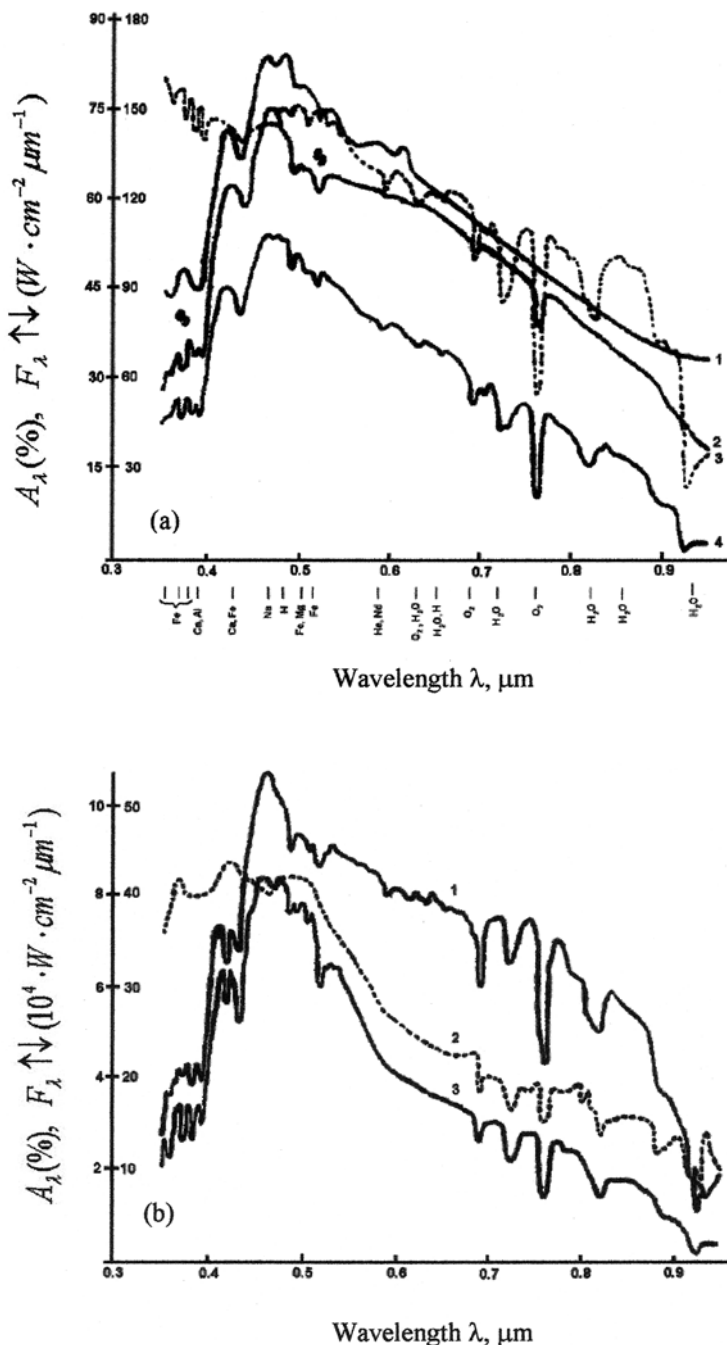 90 180
75 150
60 120
45 90
30 60
15 30
A_λ(%), F_λ ↑↓ (W · cm⁻² μm⁻¹)
(a)
1
2
3
4
0.3 0.4 0.5 0.6 0.7 0.8 0.9
Fe Ca, Al Ca, Fe Na H Fe, Mg Fe Ha, Nd O₂, H₂O H₂O, H O₂ H₂O O₂ H₂O H₂O H₂O
Wavelength λ, μm
10 50
8 40
6 30
4 20
2 10
A_λ(%), F_λ ↑↓ (10⁴ · W · cm⁻² μm⁻¹)
(b)
1
2
3
0.3 0.4 0.5 0.6 0.7 0.8 0.9
Wavelength λ, μm